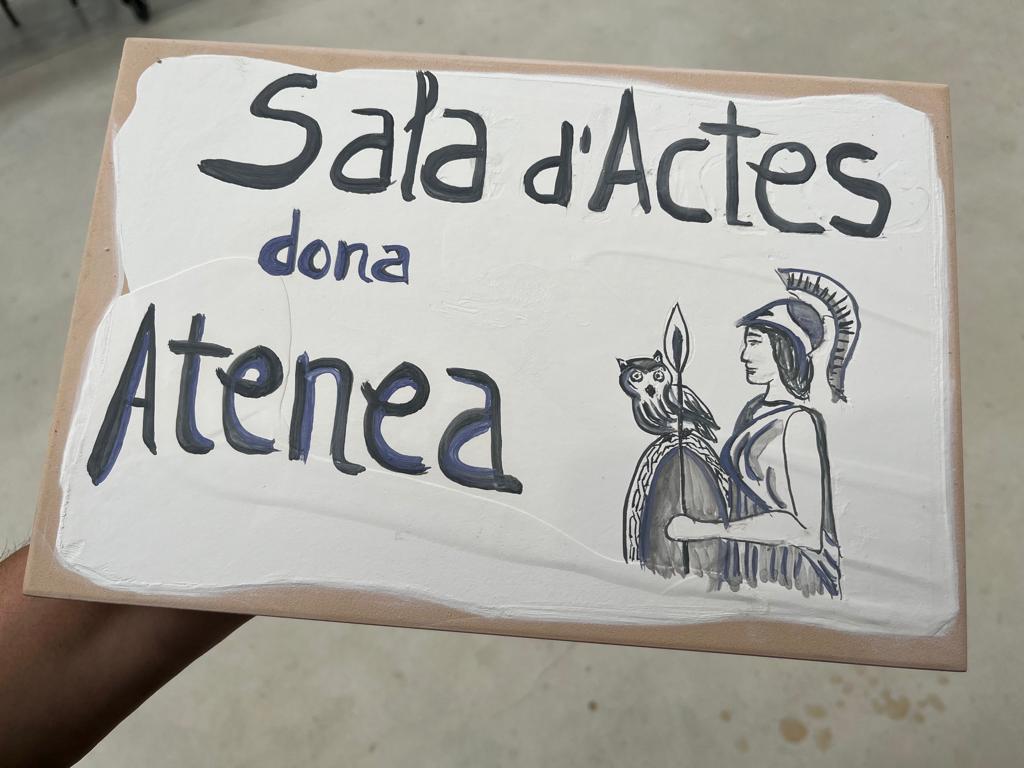 Sala d'Actes
dona
Atenea